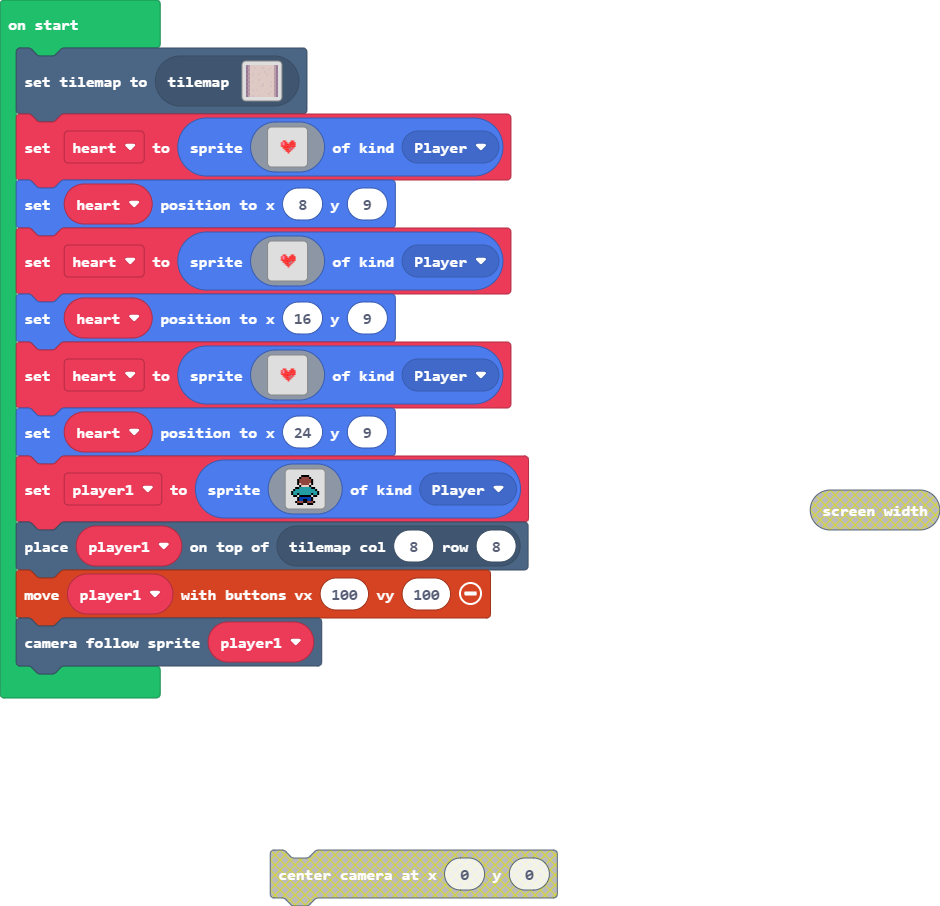 on start
set tilemap to tilemap
set heart to sprite of kind Player
set heart position to x 8 y 9
set heart to sprite of kind Player
set heart position to x 16 y 9
set heart to sprite of kind Player
set heart position to x 24 y 9
set player1 to sprite of kind Player
screen width
place player1 on top of tilemap col 8 row 8
move player1 with buttons vx 100 vy 100
camera follow sprite player1
center camera at x 0 y 0